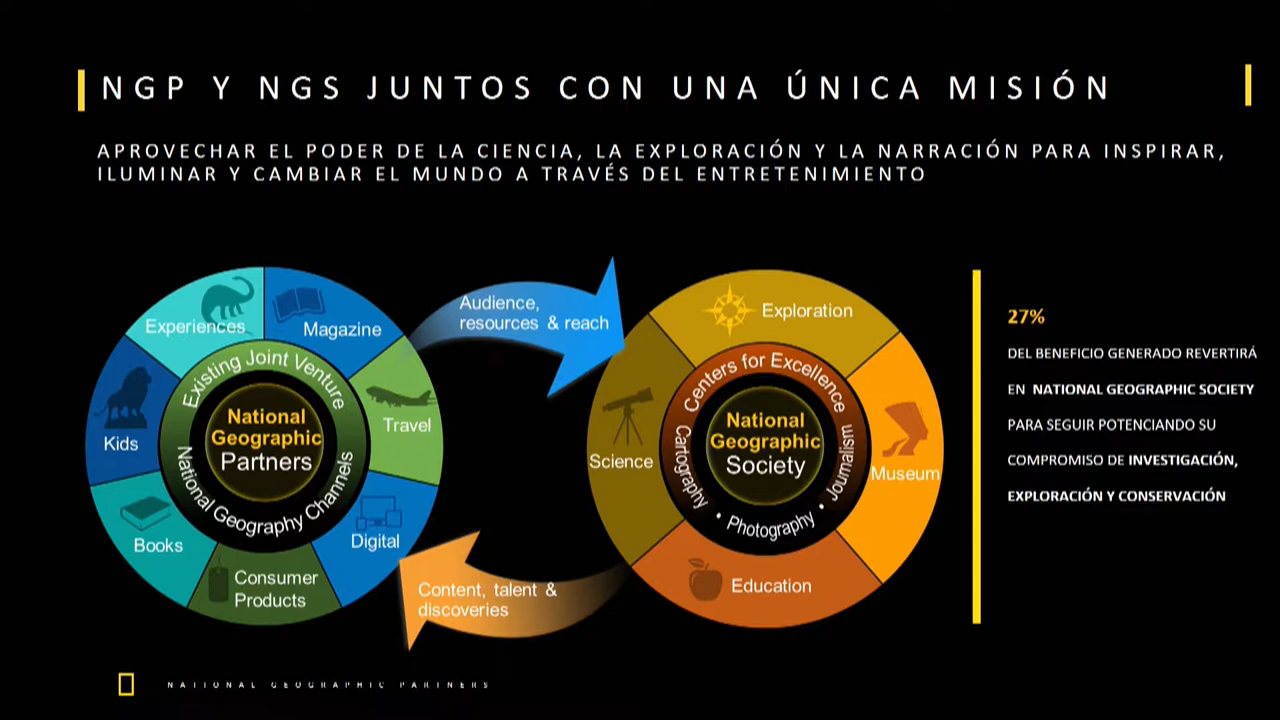 NGP Y NGS JUNTOS CON UNA ÚNICA MISIÓN
APROVECHAR EL PODER DE LA CIENCIA, LA EXPLORACIÓN Y LA NARRACIÓN PARA INSPIRAR,
ILUMINAR Y CAMBIAR EL MUNDO A TRAVÉS DEL ENTRETENIMIENTO
Experiences
Magazine
Kids
Travel
Books
Digital
Consumer
Products
Existing Joint Venture
National Geography Channels
National
Geographic
Partners
Audience,
resources & reach
Content, talent &
discoveries
Exploration
Science
Museum
Education
Centers for Excellence
Cartography • Photography • Journalism
National
Geographic
Society
27%
DEL BENEFICIO GENERADO REVERTIRÁ
EN NATIONAL GEOGRAPHIC SOCIETY
PARA SEGUIR POTENCIANDO SU
COMPROMISO DE INVESTIGACIÓN,
EXPLORACIÓN Y CONSERVACIÓN
NATIONAL GEOGRAPHIC PARTNERS